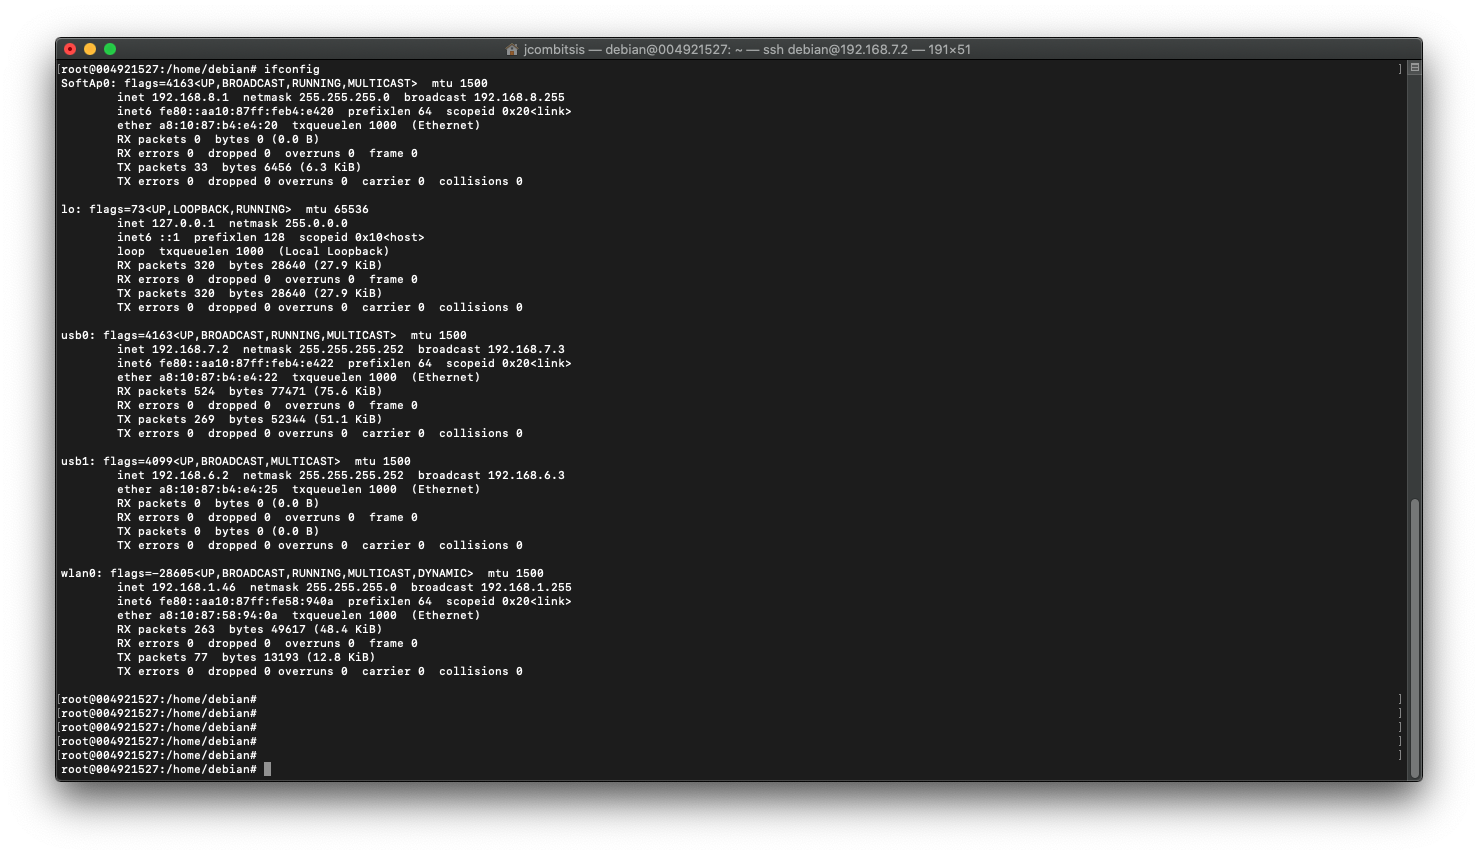 jcombitsis — debian@004921527: ~ — ssh debian@192.168.7.2 — 191×51
[root@004921527:/home/debian# ifconfig ]
SoftAp0: flags=4163<UP,BROADCAST,RUNNING,MULTICAST>  mtu 1500
        inet 192.168.8.1  netmask 255.255.255.0  broadcast 192.168.8.255
        inet6 fe80::aa10:87ff:feb4:e420  prefixlen 64  scopeid 0x20<link>
        ether a8:10:87:b4:e4:20  txqueuelen 1000  (Ethernet)
        RX packets 0  bytes 0 (0.0 B)
        RX errors 0  dropped 0  overruns 0  frame 0
        TX packets 33  bytes 6456 (6.3 KiB)
        TX errors 0  dropped 0 overruns 0  carrier 0  collisions 0

lo: flags=73<UP,LOOPBACK,RUNNING>  mtu 65536
        inet 127.0.0.1  netmask 255.0.0.0
        inet6 ::1  prefixlen 128  scopeid 0x10<host>
        loop  txqueuelen 1000  (Local Loopback)
        RX packets 320  bytes 28640 (27.9 KiB)
        RX errors 0  dropped 0  overruns 0  frame 0
        TX packets 320  bytes 28640 (27.9 KiB)
        TX errors 0  dropped 0 overruns 0  carrier 0  collisions 0

usb0: flags=4163<UP,BROADCAST,RUNNING,MULTICAST>  mtu 1500
        inet 192.168.7.2  netmask 255.255.255.252  broadcast 192.168.7.3
        inet6 fe80::aa10:87ff:feb4:e422  prefixlen 64  scopeid 0x20<link>
        ether a8:10:87:b4:e4:22  txqueuelen 1000  (Ethernet)
        RX packets 524  bytes 77471 (75.6 KiB)
        RX errors 0  dropped 0  overruns 0  frame 0
        TX packets 269  bytes 52344 (51.1 KiB)
        TX errors 0  dropped 0 overruns 0  carrier 0  collisions 0

usb1: flags=4099<UP,BROADCAST,MULTICAST>  mtu 1500
        inet 192.168.6.2  netmask 255.255.255.252  broadcast 192.168.6.3
        ether a8:10:87:b4:e4:25  txqueuelen 1000  (Ethernet)
        RX packets 0  bytes 0 (0.0 B)
        RX errors 0  dropped 0  overruns 0  frame 0
        TX packets 0  bytes 0 (0.0 B)
        TX errors 0  dropped 0 overruns 0  carrier 0  collisions 0

wlan0: flags=-28605<UP,BROADCAST,RUNNING,MULTICAST,DYNAMIC>  mtu 1500
        inet 192.168.1.46  netmask 255.255.255.0  broadcast 192.168.1.255
        inet6 fe80::aa10:87ff:fe58:940a  prefixlen 64  scopeid 0x20<link>
        ether a8:10:87:58:94:0a  txqueuelen 1000  (Ethernet)
        RX packets 263  bytes 49617 (48.4 KiB)
        RX errors 0  dropped 0  overruns 0  frame 0
        TX packets 77  bytes 13193 (12.8 KiB)
        TX errors 0  dropped 0 overruns 0  carrier 0  collisions 0

[root@004921527:/home/debian# ]
[root@004921527:/home/debian# ]
[root@004921527:/home/debian# ]
[root@004921527:/home/debian# ]
[root@004921527:/home/debian# ]
root@004921527:/home/debian#